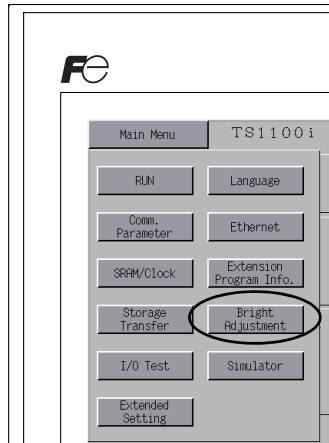 Fe
Main Menu
TS1100i
RUN
Language
Comm.
Parameter
Ethernet
SRAM/Clock
Extension
Program Info.
Storage
Transfer
Bright
Adjustment
I/O Test
Simulator
Extended
Setting